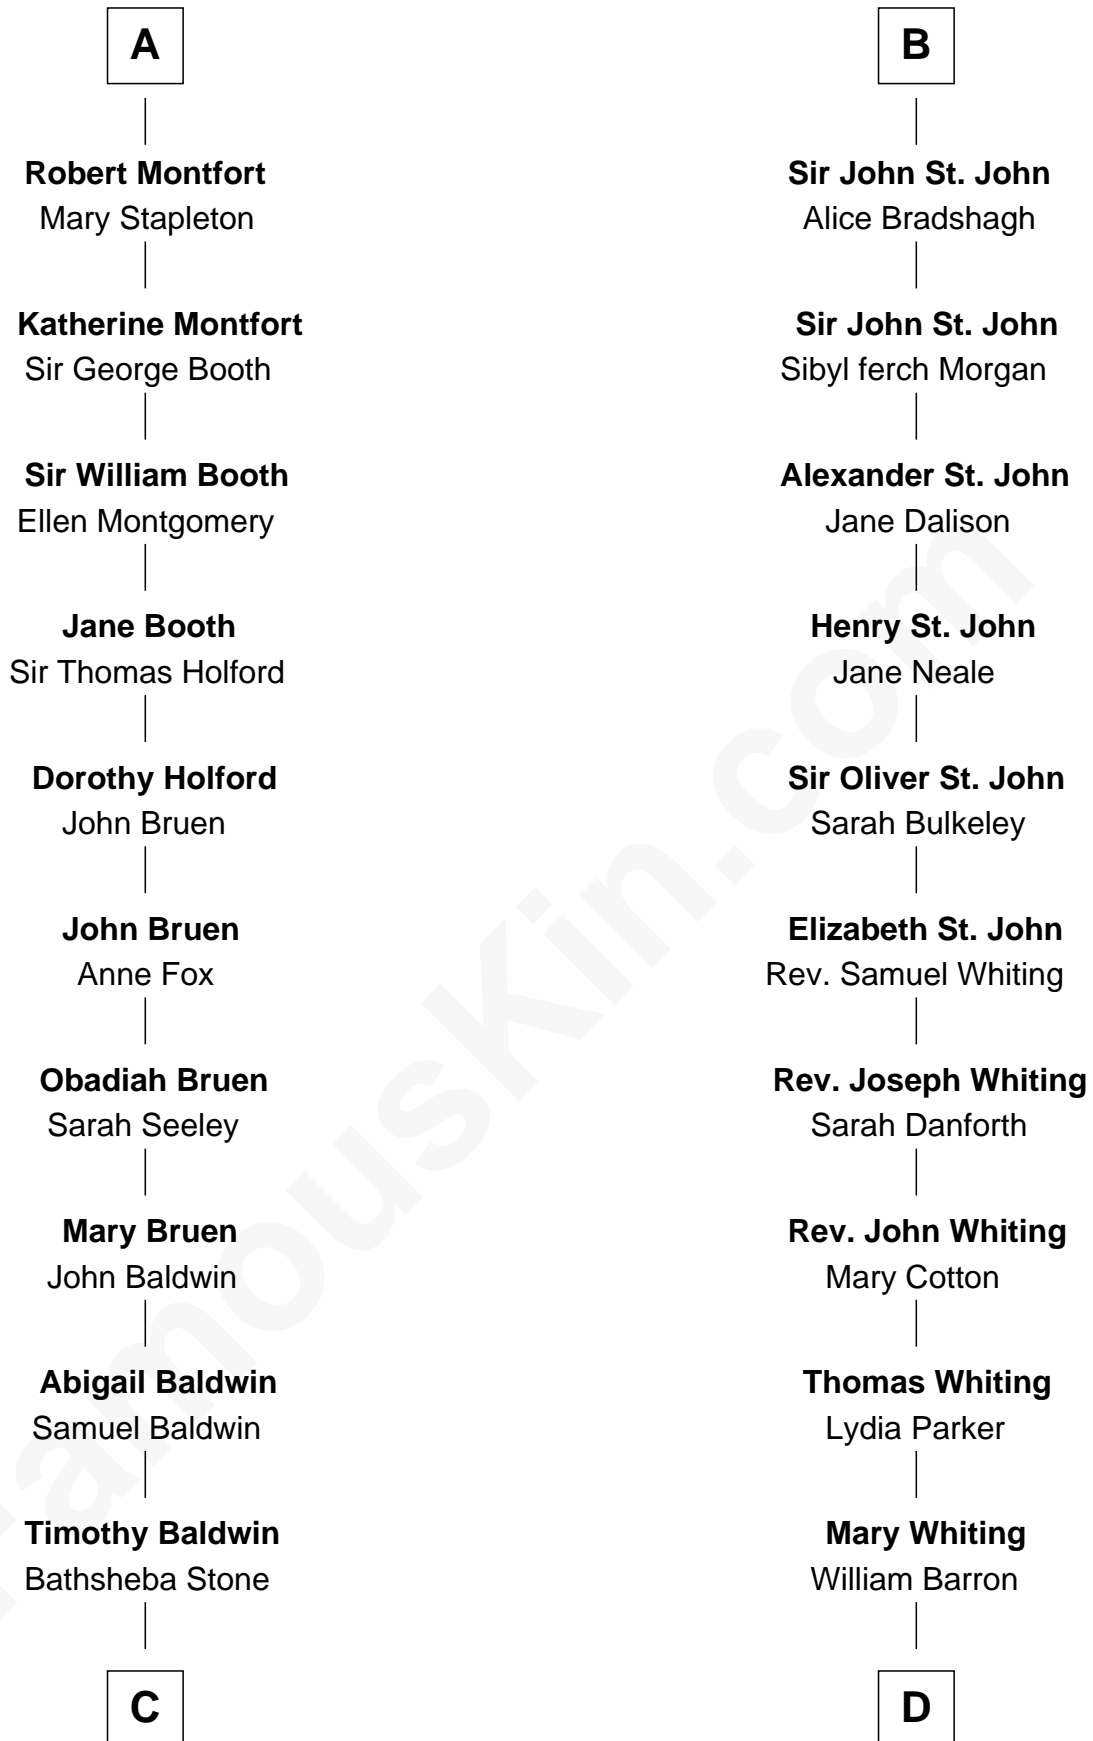 A
Robert Montfort
Mary Stapleton
Katherine Montfort
Sir George Booth
Sir William Booth
Ellen Montgomery
Jane Booth
Sir Thomas Holford
Dorothy Holford
John Bruen
John Bruen
Anne Fox
Obadiah Bruen
Sarah Seeley
Mary Bruen
John Baldwin
Abigail Baldwin
Samuel Baldwin
Timothy Baldwin
Bathsheba Stone
C
B
Sir John St. John
Alice Bradshagh
Sir John St. John
Sibyl ferch Morgan
Alexander St. John
Jane Dalison
Henry St. John
Jane Neale
Sir Oliver St. John
Sarah Bulkeley
Elizabeth St. John
Rev. Samuel Whiting
Rev. Joseph Whiting
Sarah Danforth
Rev. John Whiting
Mary Cotton
Thomas Whiting
Lydia Parker
Mary Whiting
William Barron
D
FamousKin.com